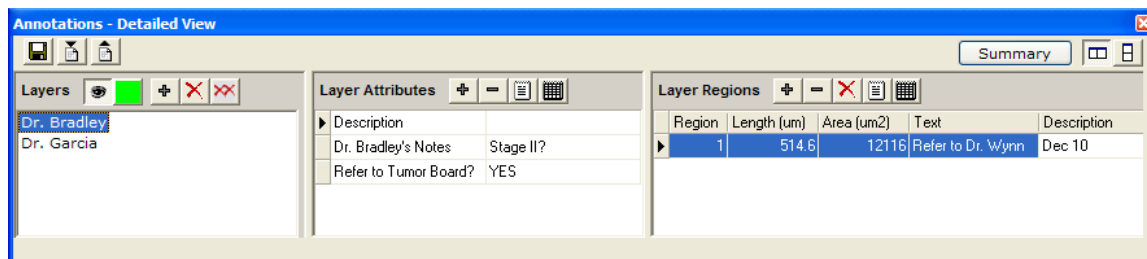 Annotations - Detailed View
Summary
Layers
Dr. Bradley
Dr. Garcia
Layer Attributes
Description
Dr. Bradley's Notes Stage II?
Refer to Tumor Board? YES
Layer Regions
Region Length (um) Area (um2) Text Description
1 514.6 12116 Refer to Dr. Wynn Dec 10